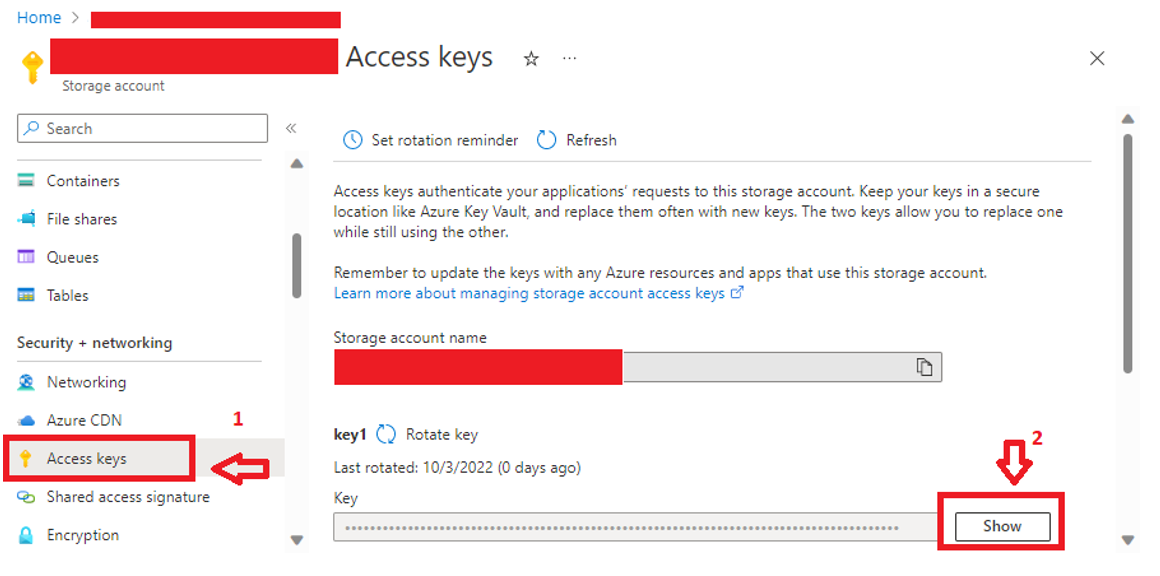 Home >
Access keys ☆ ...
Storage account
Search
«
Containers
File shares
Queues
Tables
Security + networking
Networking
Azure CDN
1
Access keys
Shared access signature
Encryption
Set rotation reminder
Refresh
Access keys authenticate your applications' requests to this storage account. Keep your keys in a secure
location like Azure Key Vault, and replace them often with new keys. The two keys allow you to replace one
while still using the other.
Remember to update the keys with any Azure resources and apps that use this storage account.
Learn more about managing storage account access keys
Storage account name
key1 Rotate key
2
Last rotated: 10/3/2022 (0 days ago)
Key
Show